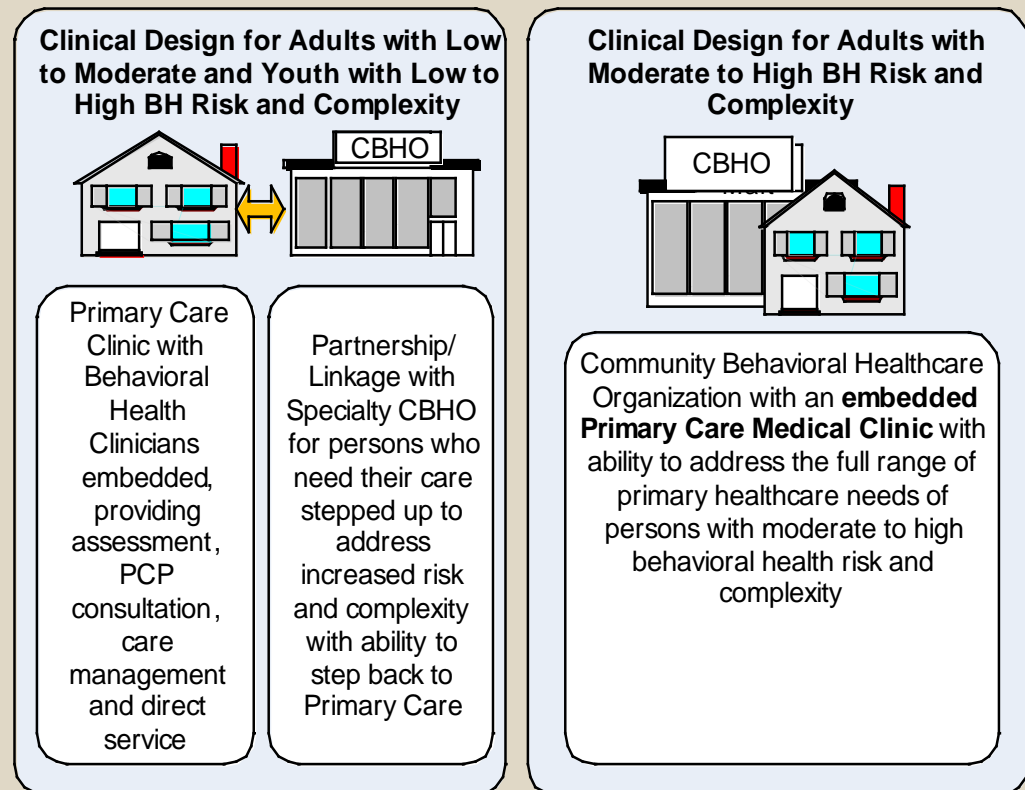 Clinical Design for Adults with Low
to Moderate and Youth with Low to
High BH Risk and Complexity
CBHO
Primary Care
Clinic with
Behavioral
Health
Clinicians
embedded,
providing
assessment,
PCP
consultation,
care
management
and direct
service
Partnership/
Linkage with
Specialty CBHO
for persons who
need their care
stepped up to
address
increased risk
and complexity
with ability to
step back to
Primary Care
Clinical Design for Adults with
Moderate to High BH Risk and
Complexity
CBHO
Community Behavioral Healthcare
Organization with an embedded
Primary Care Medical Clinic with
ability to address the full range of
primary healthcare needs of
persons with moderate to high
behavioral health risk and
complexity